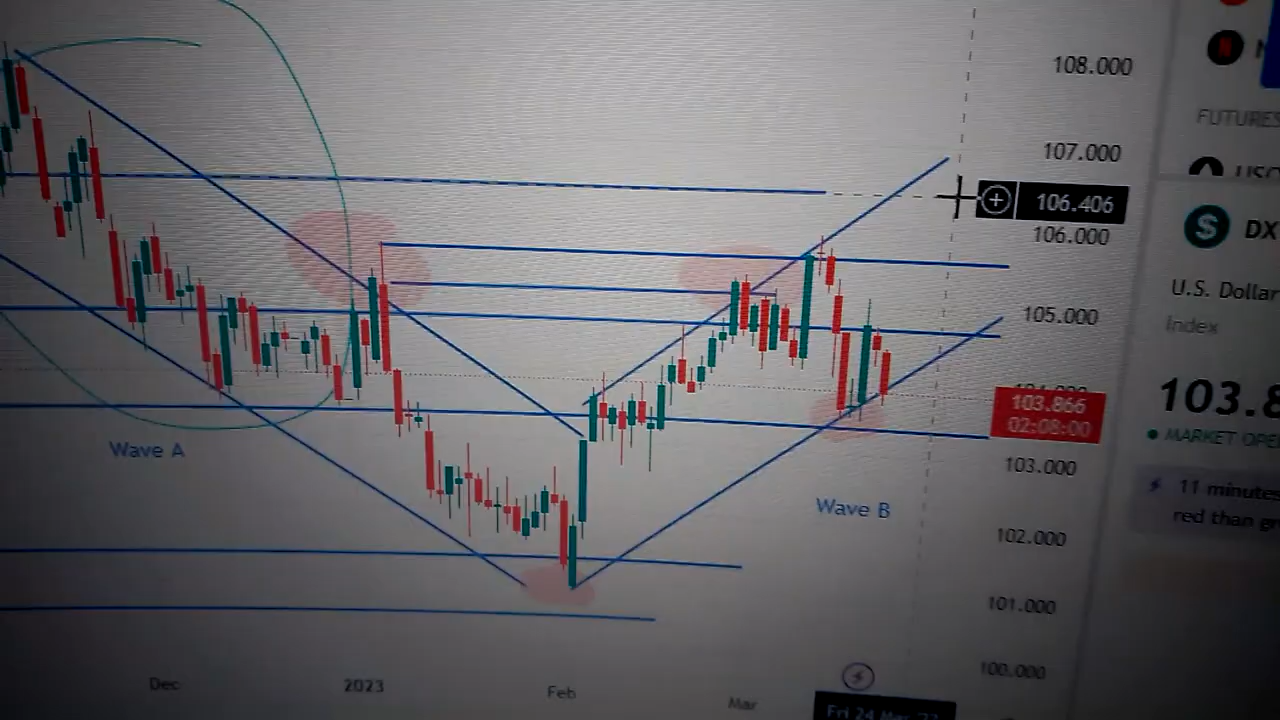 108.000
107.000
FUTURES
106.406
106.000
DX
U.S. Dollar
Index
105.000
103.866
02:08:00
103.8
MARKET OPE
Wave A
103.000
11 minutes
red than gr
Wave B
102.000
101.000
100.000
Dec
2023
Feb
Mar